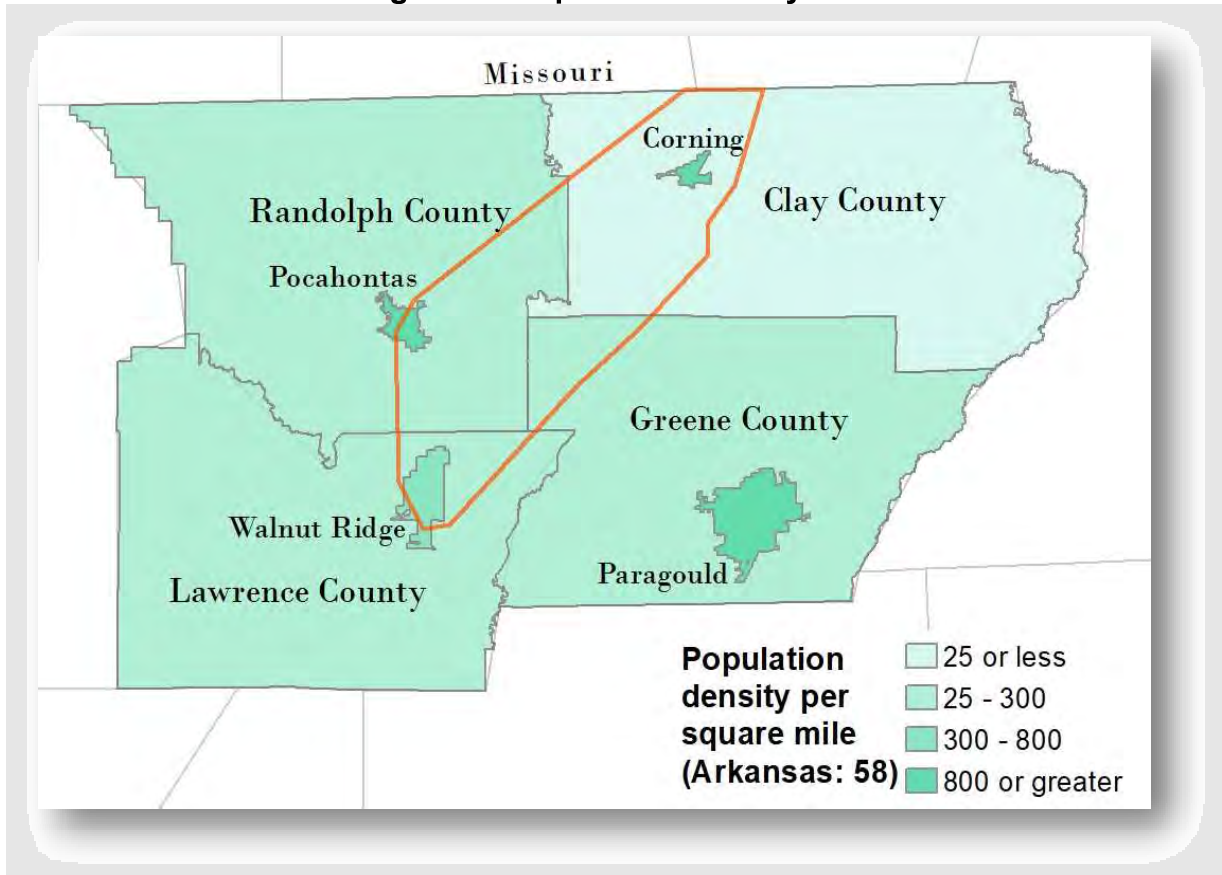 Missouri
Corning
Clay County
Randolph County
Pocahontas
Greene County
Walnut Ridge
Paragould
Lawrence County
Population
density per
square mile
(Arkansas: 58)
25 or less
25 - 300
300 - 800
800 or greater